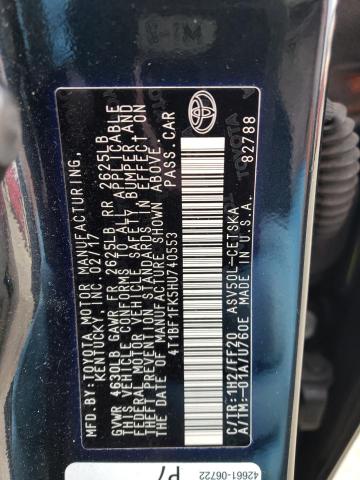 MFD.BY:TOYOTA MOTOR MANUFACTURING,
KENTUCKY, INC. 02/17
GVWR 4630LB GAWR FR 2625LB RR 2625LB
THIS VEHICLE CONFORMS TO ALL APPLICABLE
FEDERAL MOTOR VEHICLE SAFETY, BUMPER, AND
THEFT PREVENTION STANDARDS IN EFFECT ON
THE DATE OF MANUFACTURE SHOWN ABOVE.
4T1BF1FK5HU740553 PASS.CAR
C/TR:1H2/FF20 ASV50L-CETSKA
A/TM:-01A/U760E MADE IN U.S.A.
82788
TOYOTA
42661-06722